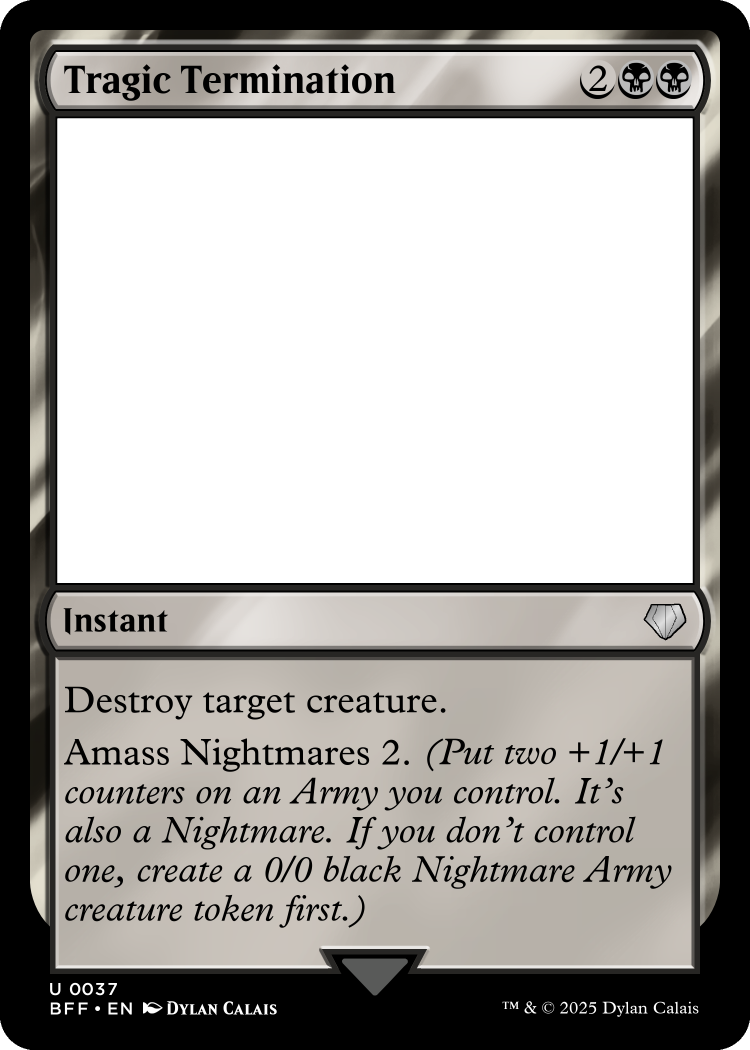 Tragic Termination 2
Instant
Destroy target creature.
Amass Nightmares 2. (Put two +1/+1
counters on an Army you control. It's
also a Nightmare. If you don't control
one, create a 0/0 black Nightmare Army
creature token first.)
U 0037
BFF • EN Dylan Calais
™ & © 2025 Dylan Calais